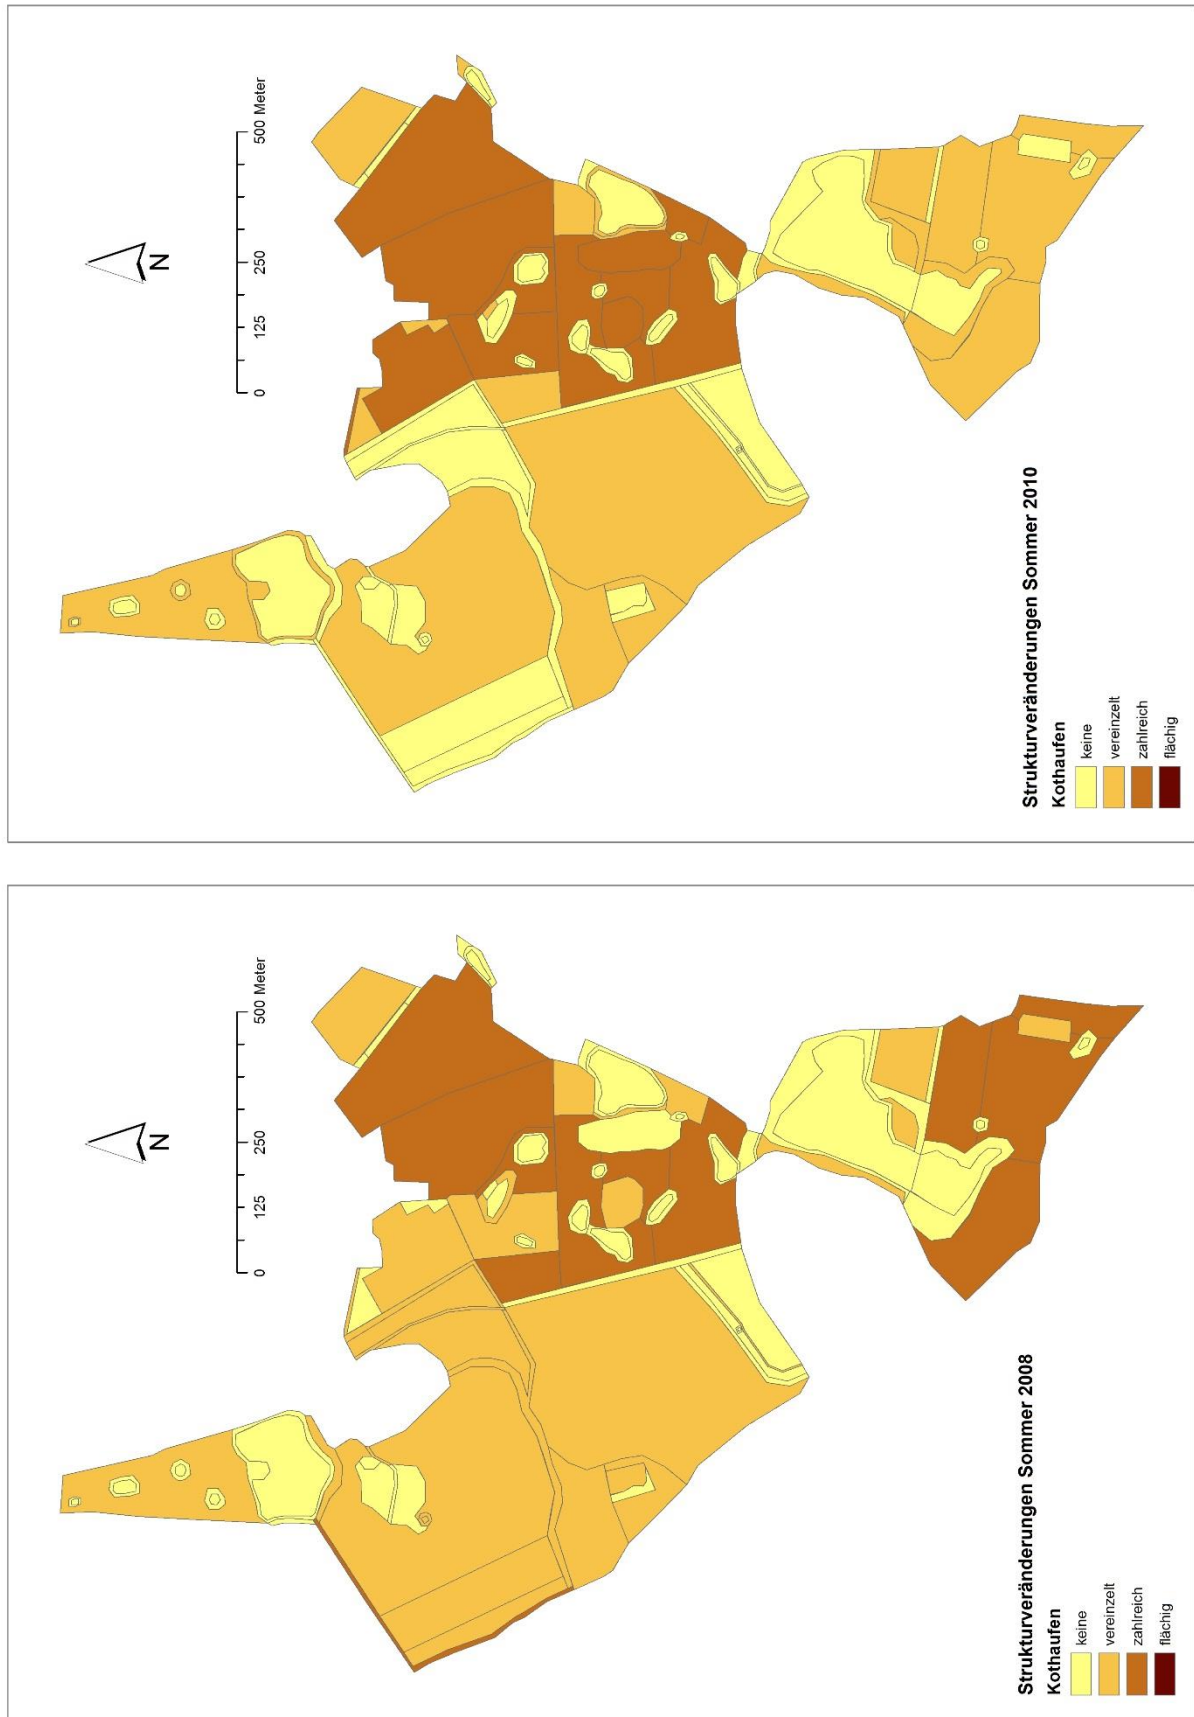 500 Meter
250
125
0
N
Strukturveränderungen Sommer 2010
Kothaufen
keine
vereinzelt
zahlreich
flächig
500 Meter
250
125
0
N
Strukturveränderungen Sommer 2008
Kothaufen
keine
vereinzelt
zahlreich
flächig